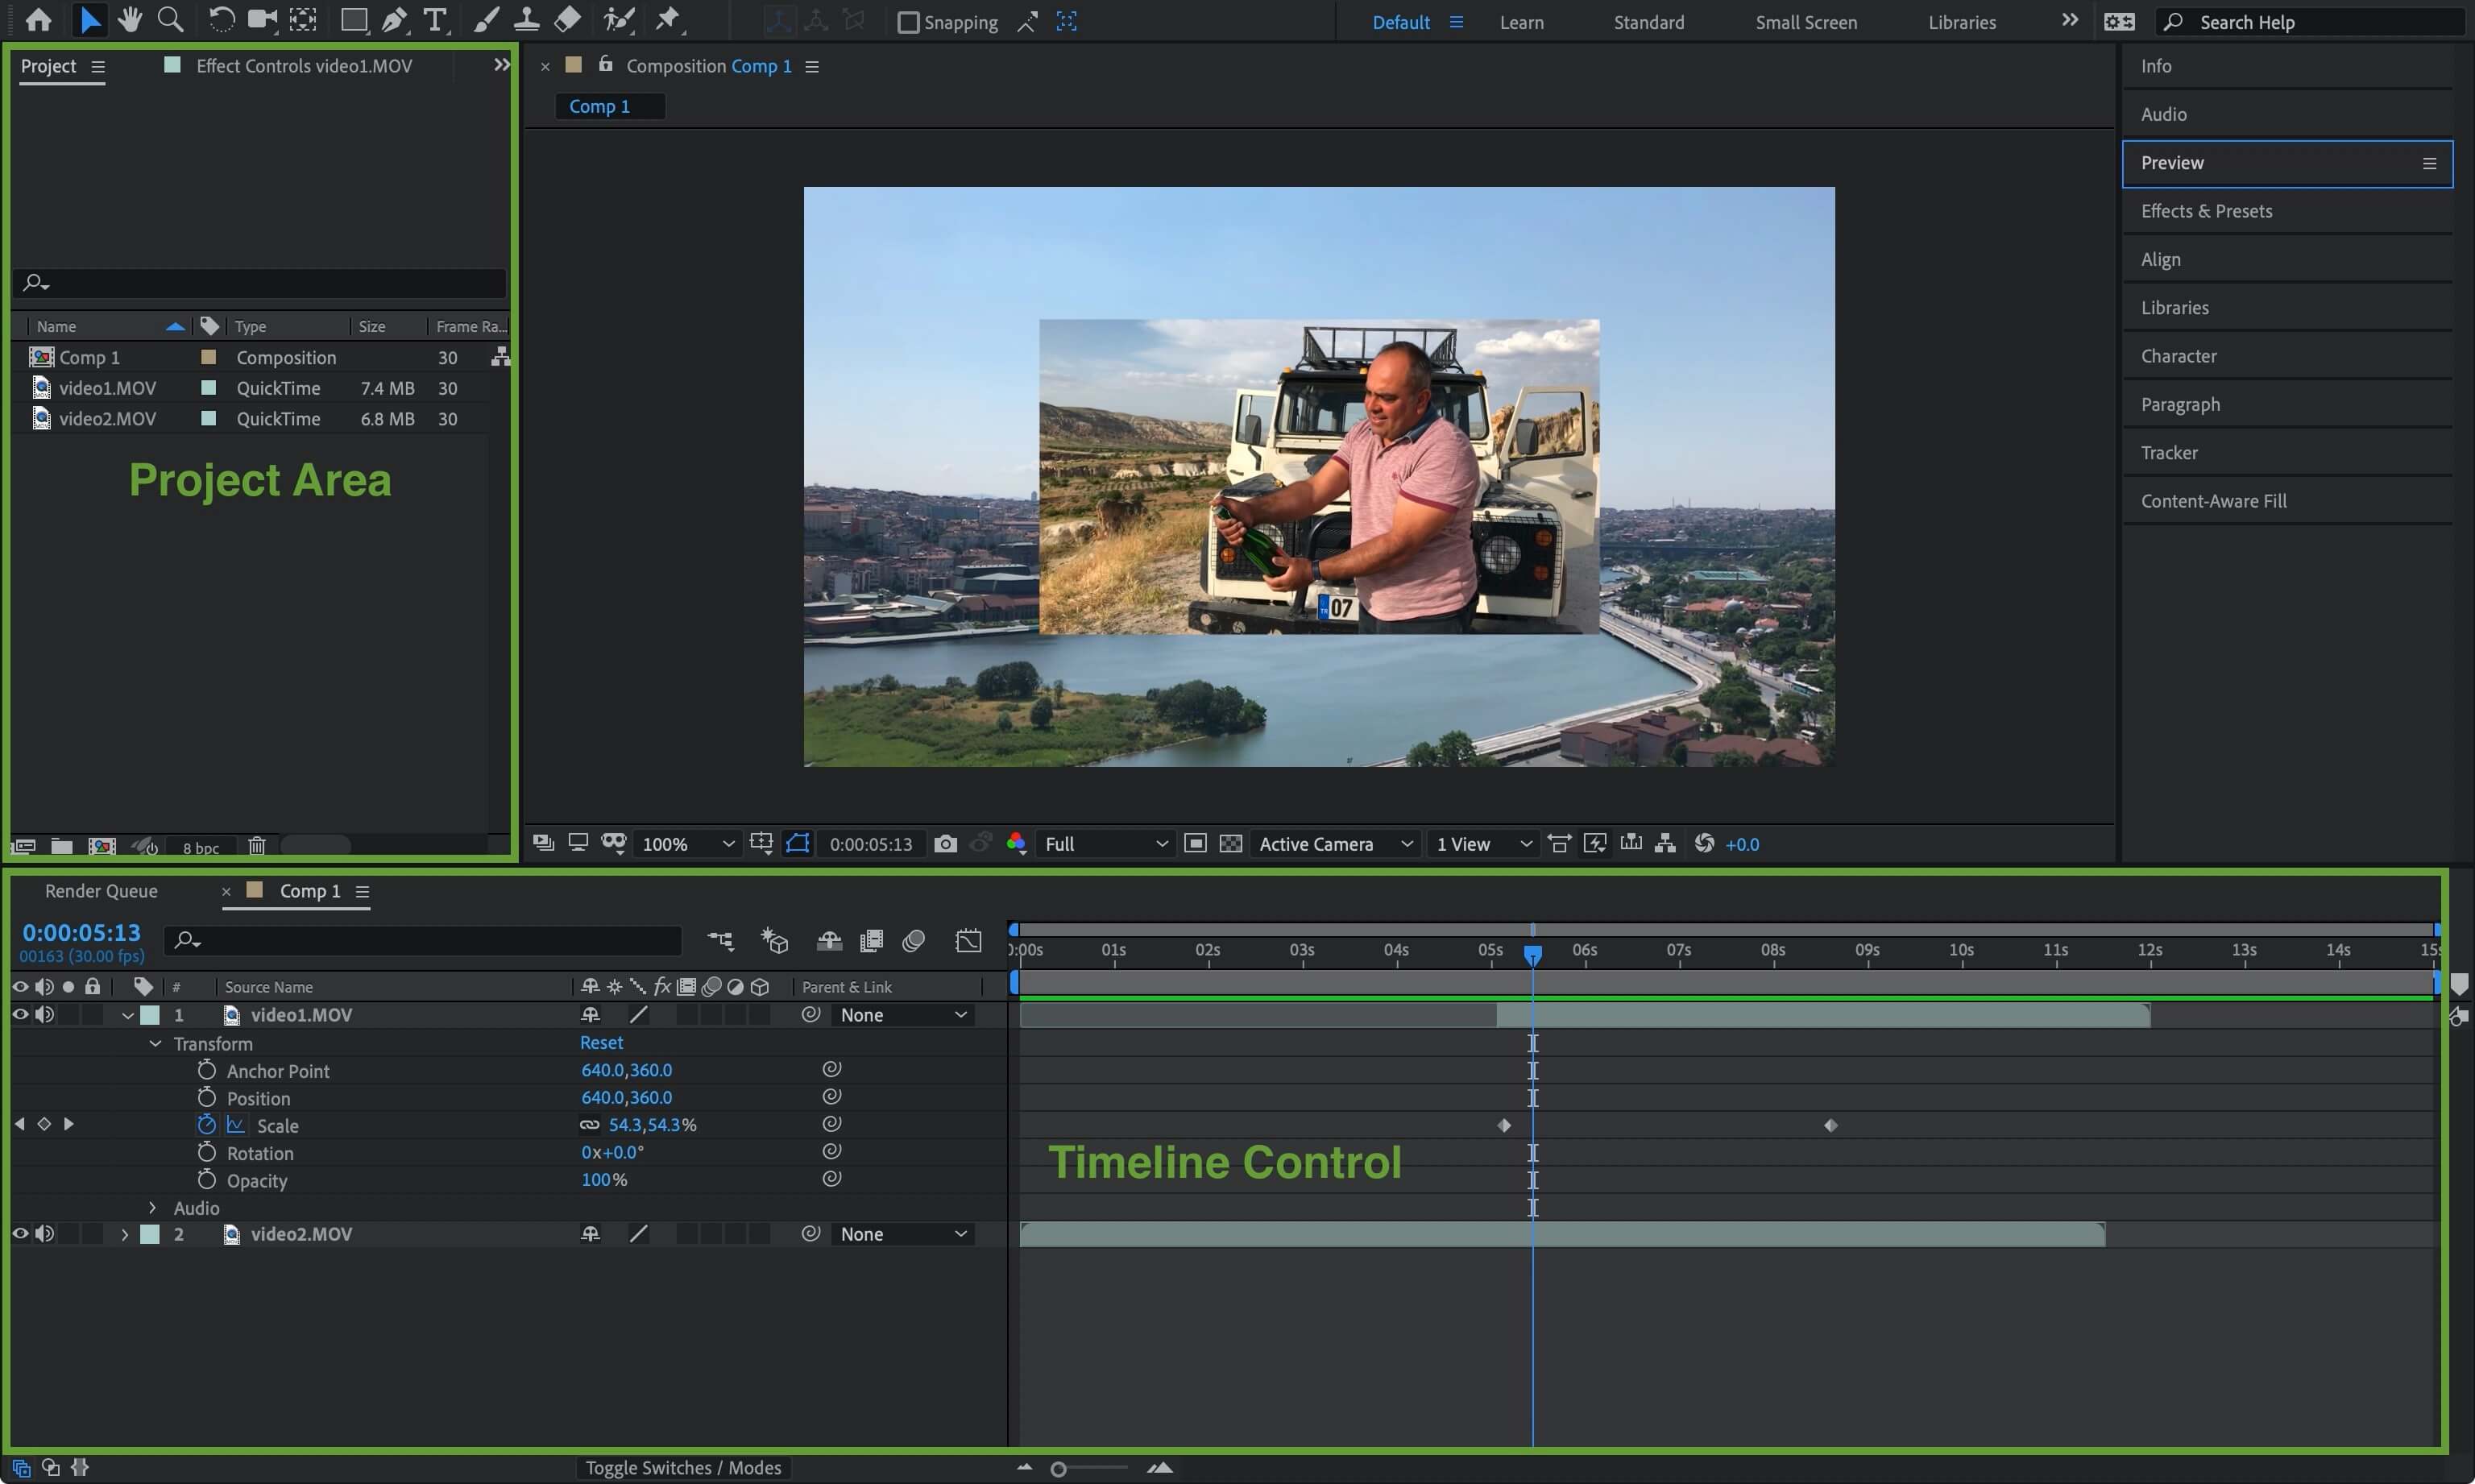 Snapping
Default
Learn
Standard
Small Screen
Libraries
Search Help
Project
Effect Controls video1.MOV
Composition Comp 1
Comp 1
Info
Audio
Preview
Effects & Presets
Align
Libraries
Character
Paragraph
Tracker
Content-Aware Fill
Name Type Size Frame Ra...
Comp 1 Composition 30
video1.MOV QuickTime 7.4 MB 30
video2.MOV QuickTime 6.8 MB 30
Project Area
07
8 bpc
100% 0:00:05:13 Full Active Camera 1 View +0.0
Render Queue Comp 1
0:00:05:13
00163 (30.00 fps)
0:00s 01s 02s 03s 04s 05s 06s 07s 08s 09s 10s 11s 12s 13s 14s 15s
# Source Name fx Parent & Link
1 video1.MOV None
Transform Reset
Anchor Point 640.0,360.0
Position 640.0,360.0
Scale 54.3,54.3%
Rotation 0x+0.0°
Opacity 100%
Timeline Control
Audio
2 video2.MOV None
Toggle Switches / Modes